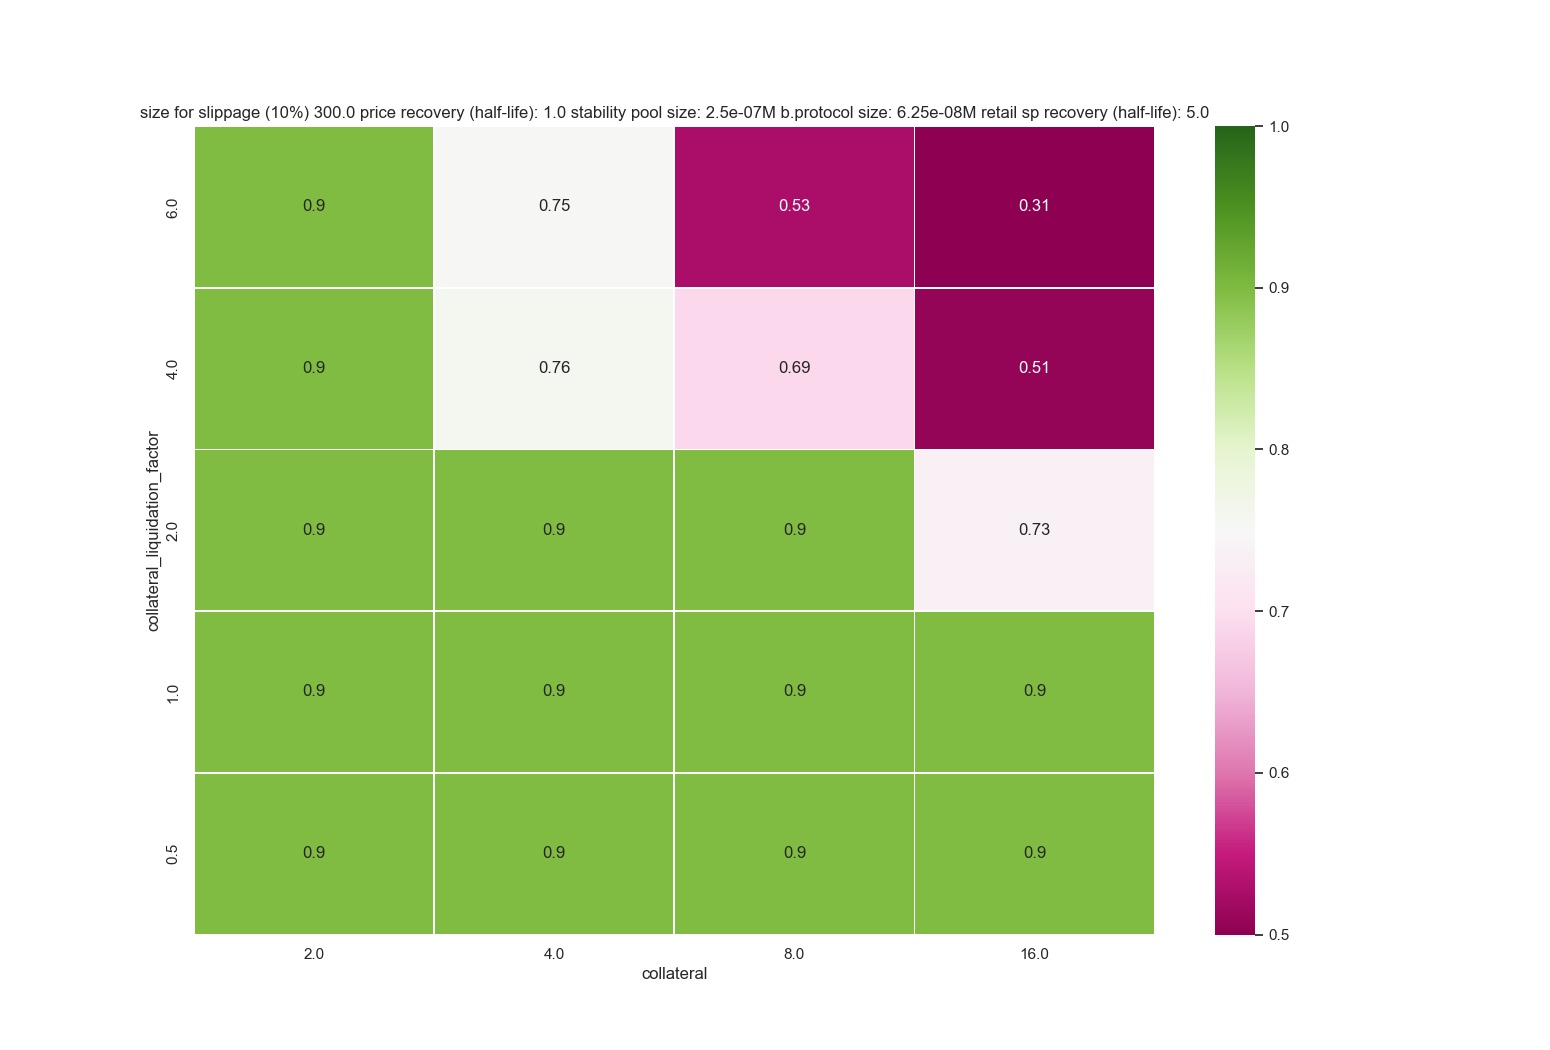 size for slippage (10%) 300.0 price recovery (half-life): 1.0 stability pool size: 2.5e-07M b.protocol size: 6.25e-08M retail sp recovery (half-life): 5.0
collateral_liquidation_factor
6.0
0.9 0.75 0.53 0.31
4.0
0.9 0.76 0.69 0.51
2.0
0.9 0.9 0.9 0.73
1.0
0.9 0.9 0.9 0.9
0.5
0.9 0.9 0.9 0.9
2.0 4.0 8.0 16.0
collateral
1.0
0.9
0.8
0.7
0.6
0.5